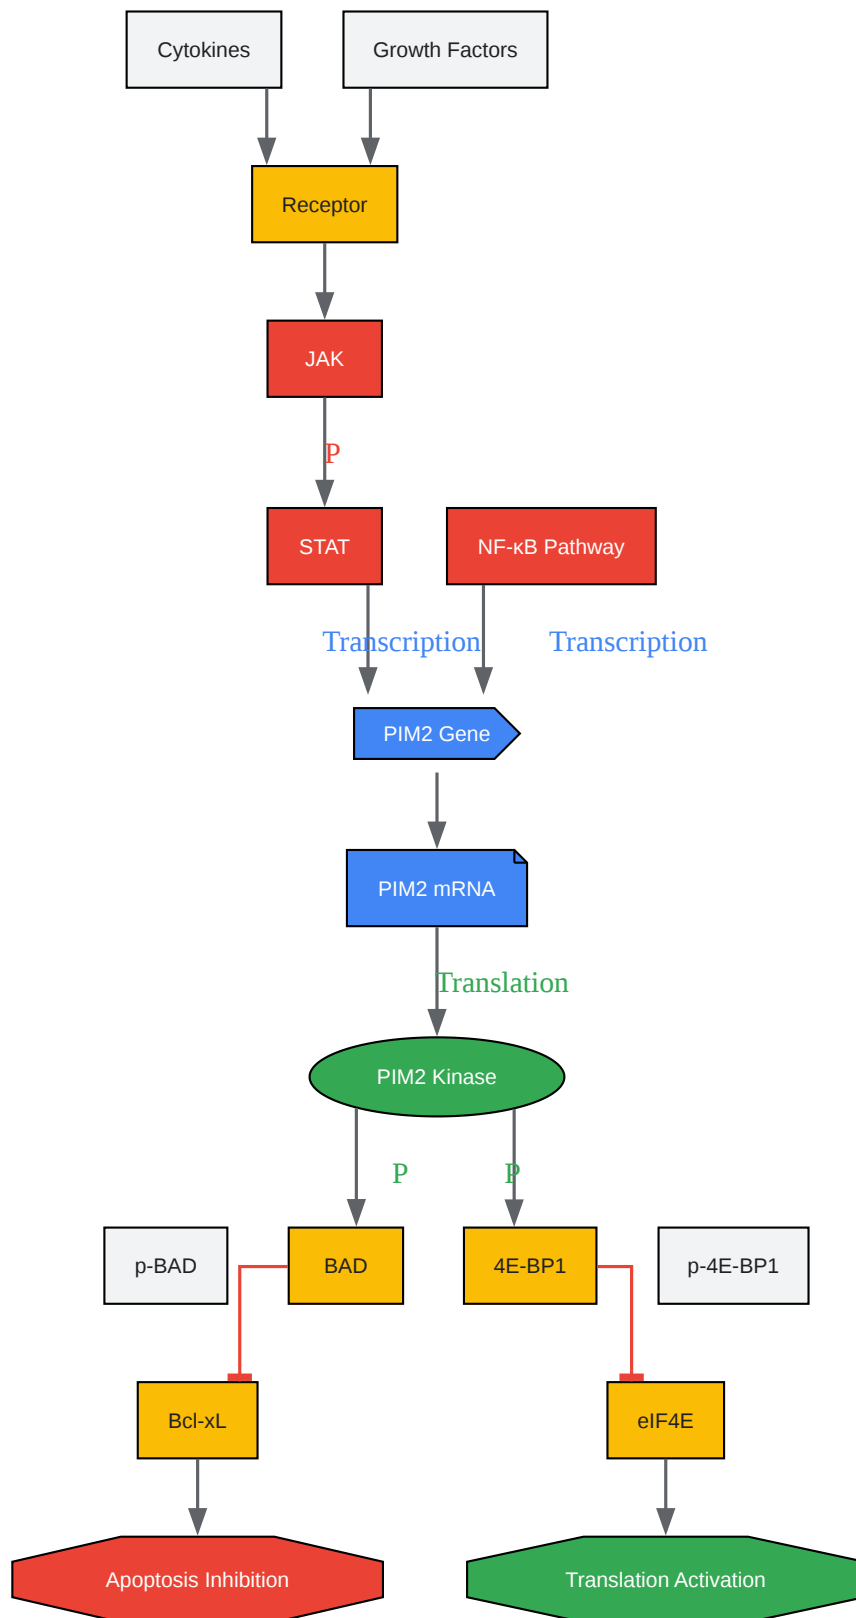 Cytokines
Growth Factors
Receptor
JAK
P
STAT
NF-κB Pathway
Transcription
Transcription
PIM2 Gene
PIM2 mRNA
Translation
PIM2 Kinase
P
P
p-BAD
BAD
4E-BP1
p-4E-BP1
Bcl-xL
eIF4E
Apoptosis Inhibition
Translation Activation